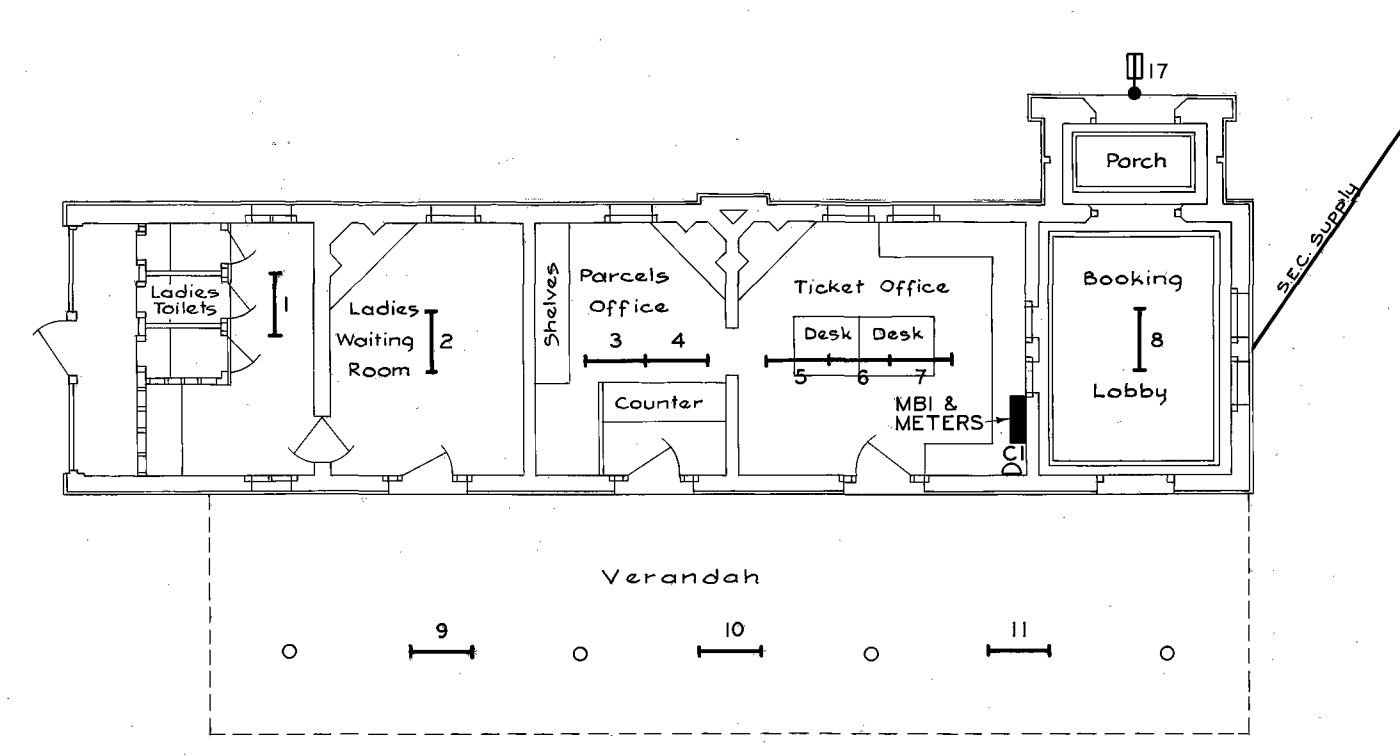 17
Porch
S.E.C. Supply
Ladies
Toilets
1
Ladies
Waiting
Room
2
Shelves
Parcels
Office
3 4
Counter
Ticket Office
Desk Desk
5 6 7
MBI &
METERS
DCI
Booking
8
Lobby
Verandah
9 10 11